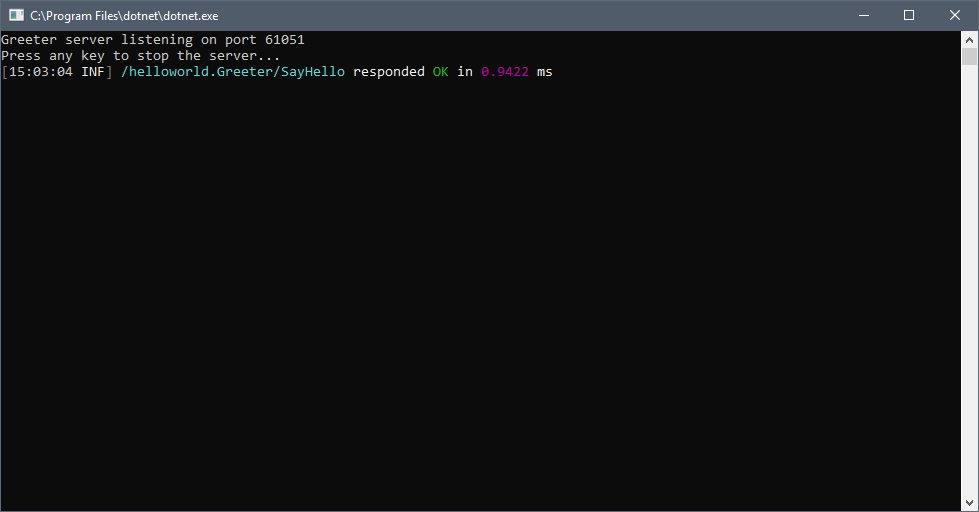 C:\Program Files\dotnet\dotnet.exe
Greeter server listening on port 61051
Press any key to stop the server...
[15:03:04 INF] /helloworld.Greeter/SayHello responded OK in 0.9422 ms